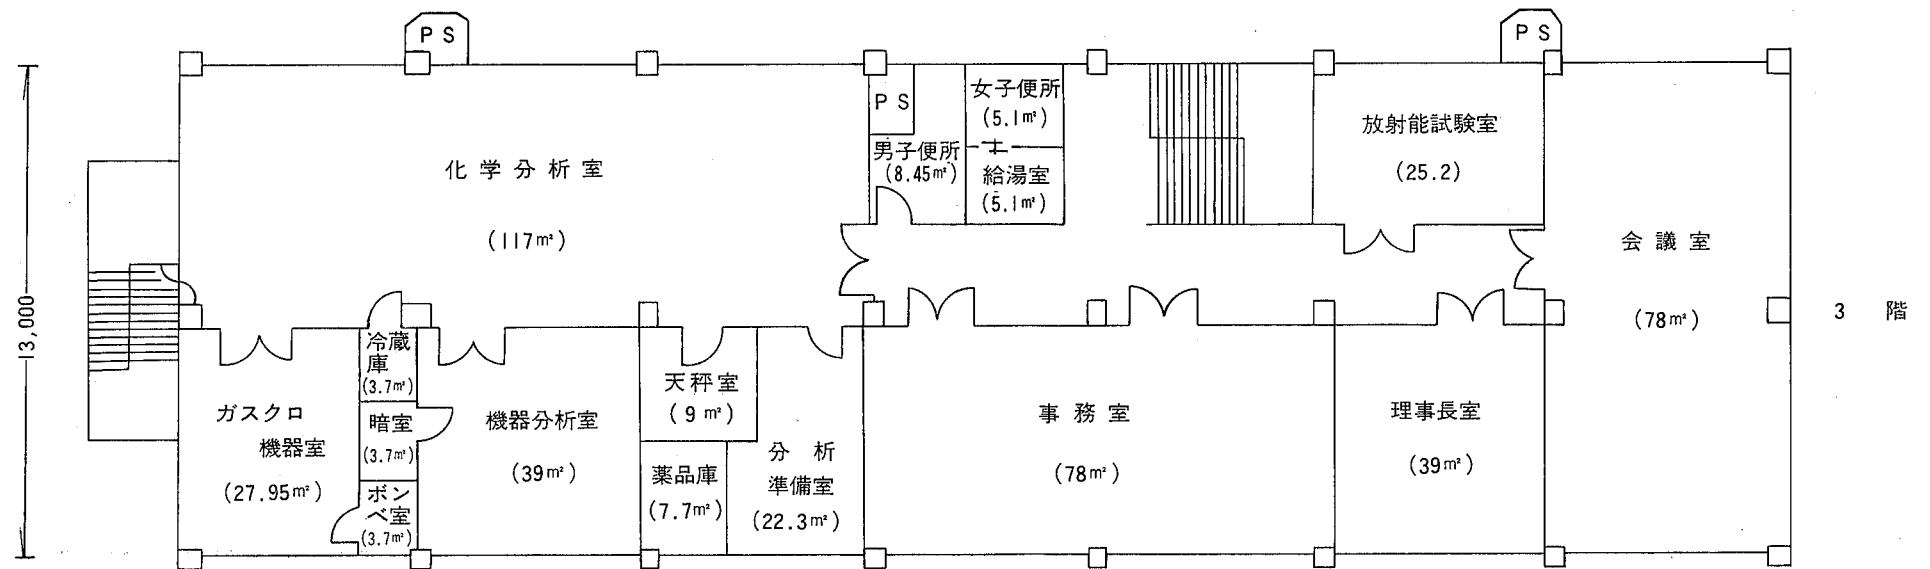 ＰＳ
ＰＳ
13,000
化学分析室
(117㎡)
ＰＳ
男子便所
(8.45㎡)
女子便所
(5.1㎡)
給湯室
(5.1㎡)
放射能試験室
(25.2)
会議室
(78㎡)
3 階
ガスクロ
機器室
(27.95㎡)
冷蔵
庫
(3.7㎡)
暗室
(3.7㎡)
ボン
ベ室
(3.7㎡)
機器分析室
(39㎡)
天秤室
(9㎡)
薬品庫
(7.7㎡)
分析
準備室
(22.3㎡)
事務室
(78㎡)
理事長室
(39㎡)